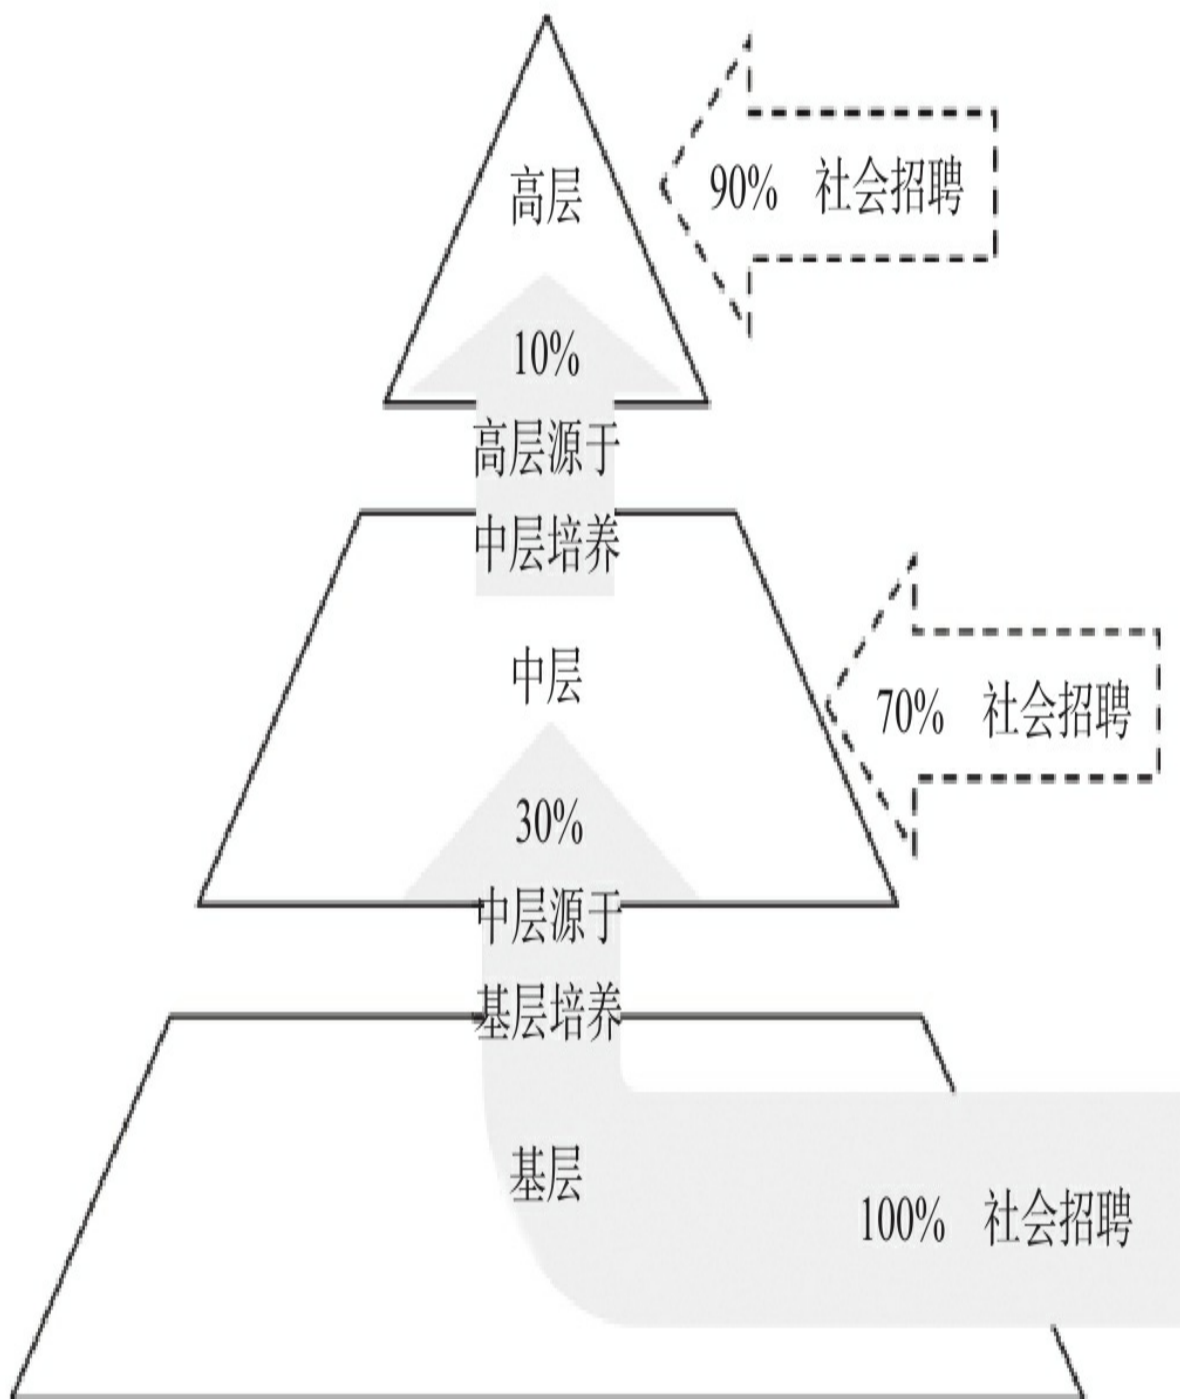 高层
90% 社会招聘
10%
高层源于
中层培养
中层
70% 社会招聘
30%
中层源于
基层培养
基层
100% 社会招聘